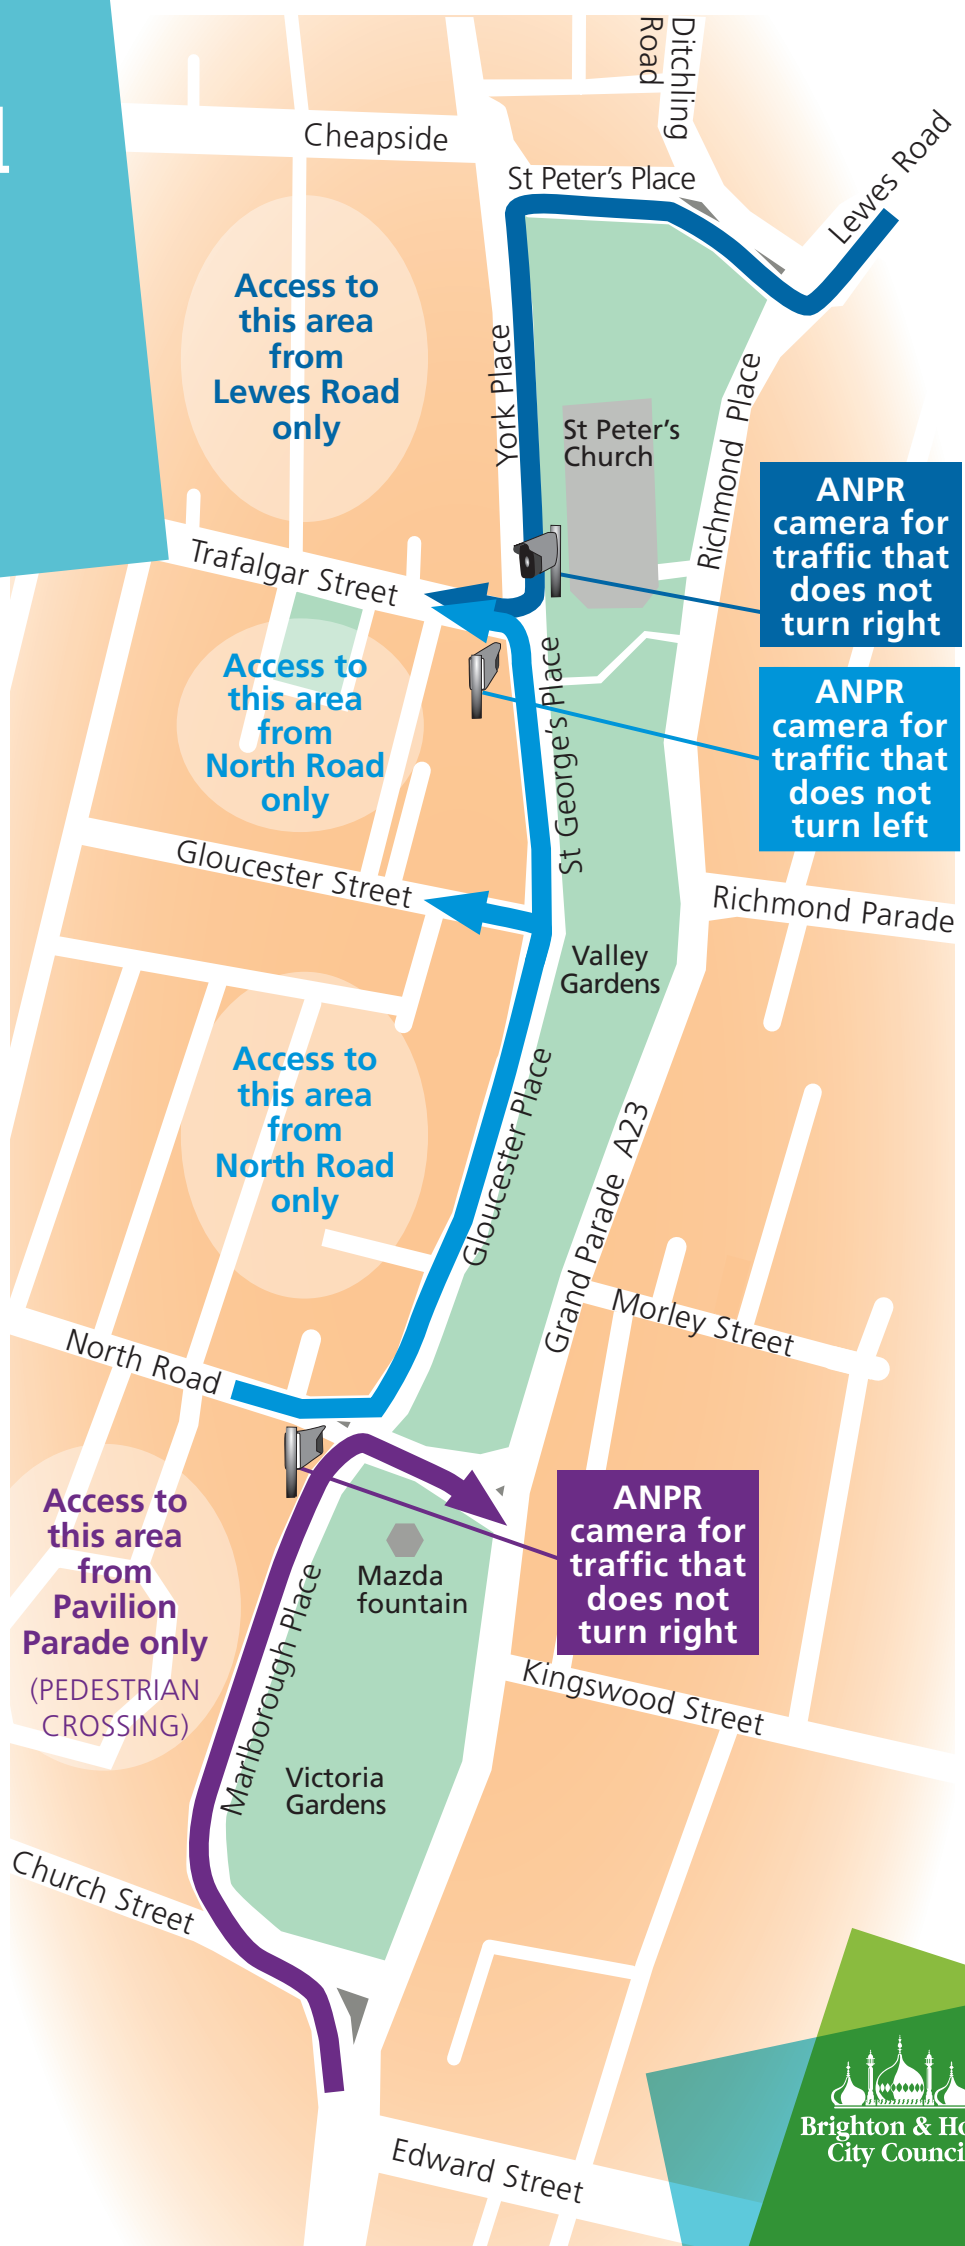 Ditchling
Road
Cheapside
St Peter's Place
Lewes Road
Access to
this area
from
Lewes Road
only
York Place
St Peter's
Church
Richmond Place
ANPR
camera for
traffic that
does not
turn right
Trafalgar Street
Access to
this area
from
North Road
only
St George's Place
ANPR
camera for
traffic that
does not
turn left
Gloucester Street
Richmond Parade
Valley
Gardens
Access to
this area
from
North Road
only
Gloucester Place
Grand Parade A23
Morley Street
North Road
Access to
this area
from
Pavilion
Parade only
(PEDESTRIAN
CROSSING)
Mazda
fountain
ANPR
camera for
traffic that
does not
turn right
Marlborough Place
Kingswood Street
Victoria
Gardens
Church Street
Brighton & Ho
City Counci
Edward Street